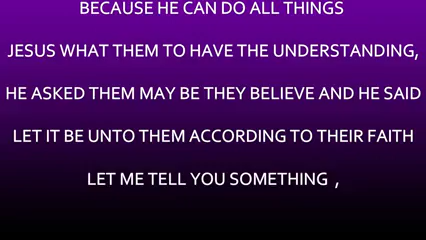 BECAUSE HE CAN DO ALL THINGS
JESUS WHAT THEM TO HAVE THE UNDERSTANDING,
HE ASKED THEM MAY BE THEY BELIEVE AND HE SAID
LET IT BE UNTO THEM ACCORDING TO THEIR FAITH
LET ME TELL YOU SOMETHING ,